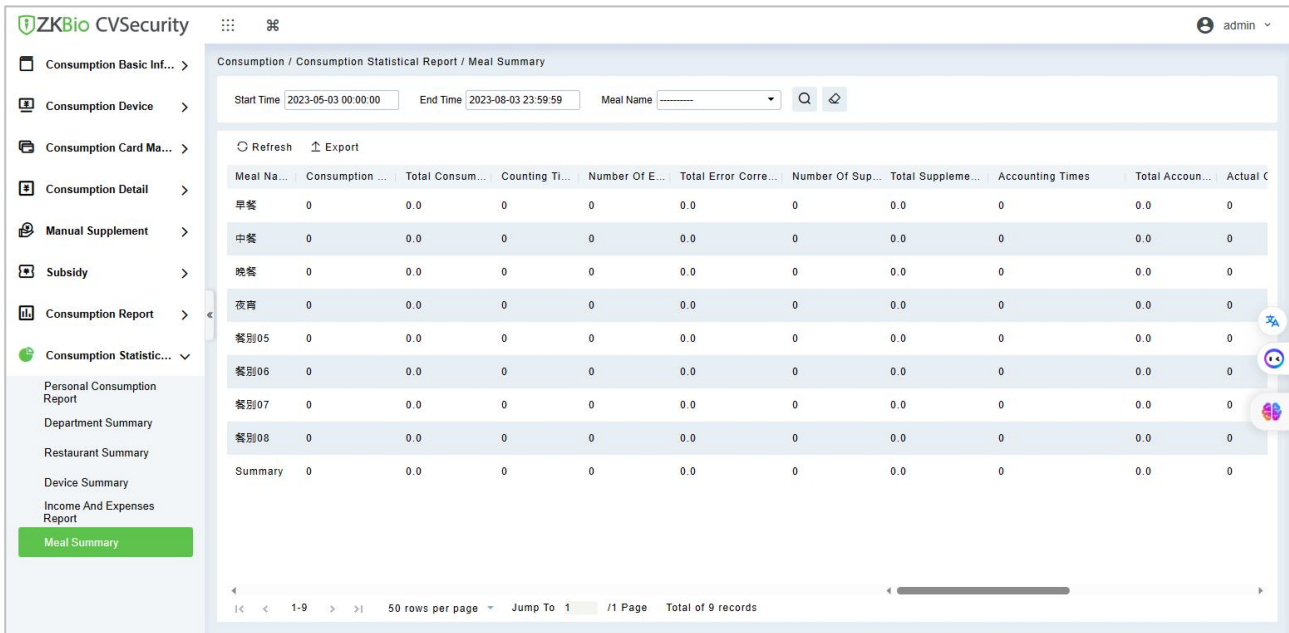 ZKBio CVSecurity
admin
Consumption Basic Inf...
Consumption Device
Consumption Card Ma...
Consumption Detail
Manual Supplement
Subsidy
Consumption Report
Consumption Statistic...
Personal Consumption
Report
Department Summary
Restaurant Summary
Device Summary
Income And Expenses
Report
Meal Summary
Consumption / Consumption Statistical Report / Meal Summary
Start Time 2023-05-03 00:00:00 End Time 2023-08-03 23:59:59 Meal Name ----------
Refresh Export
Meal Na... Consumption ... Total Consum... Counting Ti... Number Of E... Total Error Corre... Number Of Sup... Total Suppleme... Accounting Times Total Accoun... Actual C
早餐 0 0.0 0 0 0.0 0 0.0 0 0.0 0
中餐 0 0.0 0 0 0.0 0 0.0 0 0.0 0
晚餐 0 0.0 0 0 0.0 0 0.0 0 0.0 0
夜宵 0 0.0 0 0 0.0 0 0.0 0 0.0 0
餐别05 0 0.0 0 0 0.0 0 0.0 0 0.0 0
餐别06 0 0.0 0 0 0.0 0 0.0 0 0.0 0
餐别07 0 0.0 0 0 0.0 0 0.0 0 0.0 0
餐别08 0 0.0 0 0 0.0 0 0.0 0 0.0 0
Summary 0 0.0 0 0 0.0 0 0.0 0 0.0 0
1-9 50 rows per page Jump To 1 /1 Page Total of 9 records